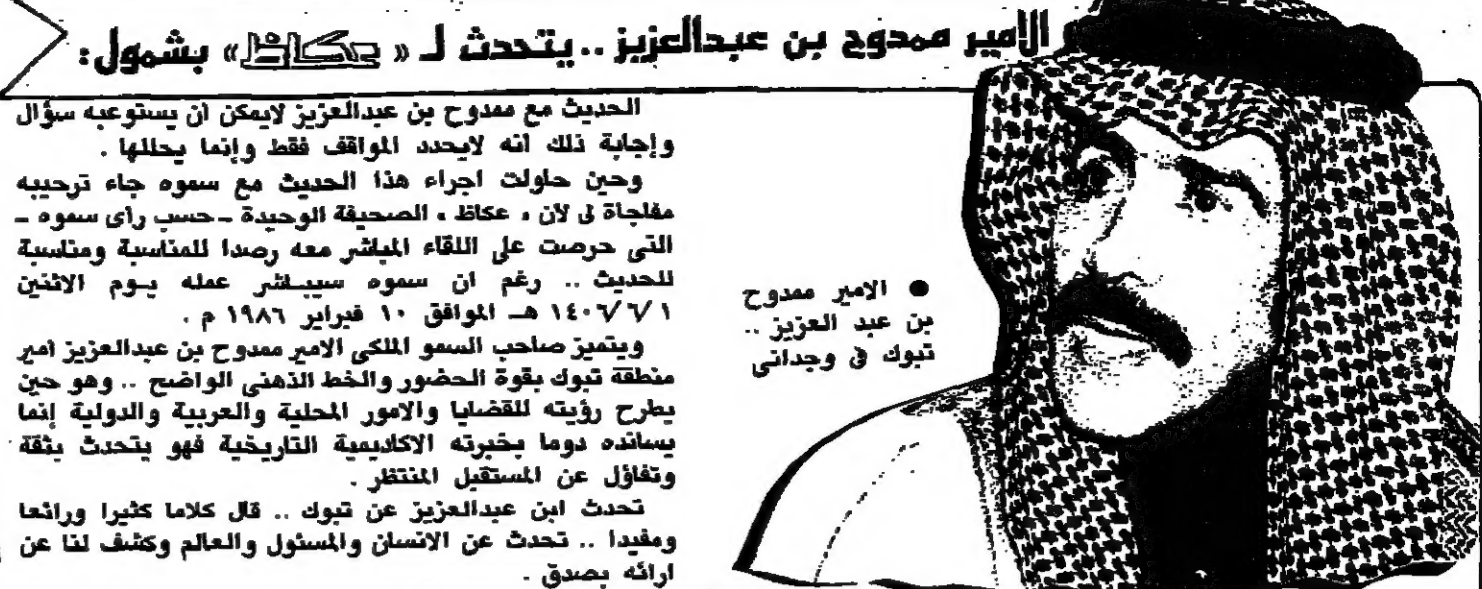 الامير ممدوح بن عبدالعزيز .. يتحدث لـ « عكاظ» بشمول :
الحديث مع ممدوح بن عبدالعزيز لايمكن ان يستوعبه سؤال
وإجابة ذلك انه لايحدد المواقف فقط وإنما يحللها .
وحين حاولت اجراء هذا الحديث مع سموه جاء ترحيبه
مفاجاة لى لان « عكاظ » الصحيفة الوحيدة ـ حسب راى سموه ـ
التى حرصت على اللقاء المباشر معه رصدا للمناسبة ومناسبة
للحديث .. رغم ان سموه سيباشر عمله يوم الاثنين
١٤٠٦/٦/١ هـ الموافق ١٠ فبراير ١٩٨٦ م .
ويتميز صاحب السمو الملكى الامير ممدوح بن عبدالعزيز امير
منطقة تبوك بقوة الحضور والخط الذهنى الواضح .. وهو حين
يطرح رؤيته للقضايا والامور المحلية والعربية والدولية إنما
يسانده دوما بخبرته الاكاديمية التاريخية فهو يتحدث بثقة
وتفاؤل عن المستقبل المنتظر .
تحدث ابن عبدالعزيز عن تبوك .. قال كلاما كثيرا ورائعا
ومفيدا .. تحدث عن الانسان والمسئول والعالم وكشف لنا عن
ارائه بصدق .
● الامير ممدوح
بن عبد العزيز ..
تبوك فى وجدانى